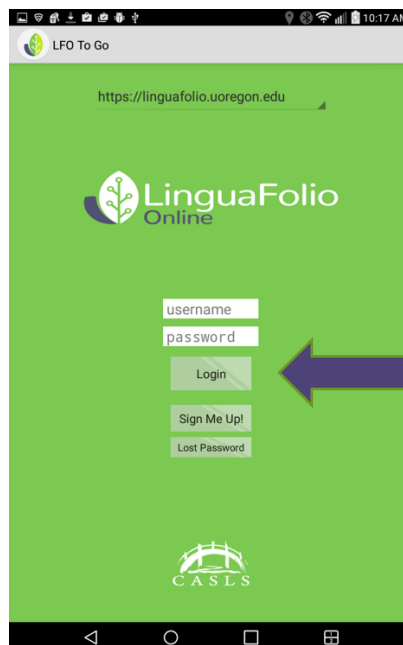 10:17 AM
LFO To Go
https://linguafolio.uoregon.edu
LinguaFolio
Online
username
password
Login
Sign Me Up!
Lost Password
CASLS